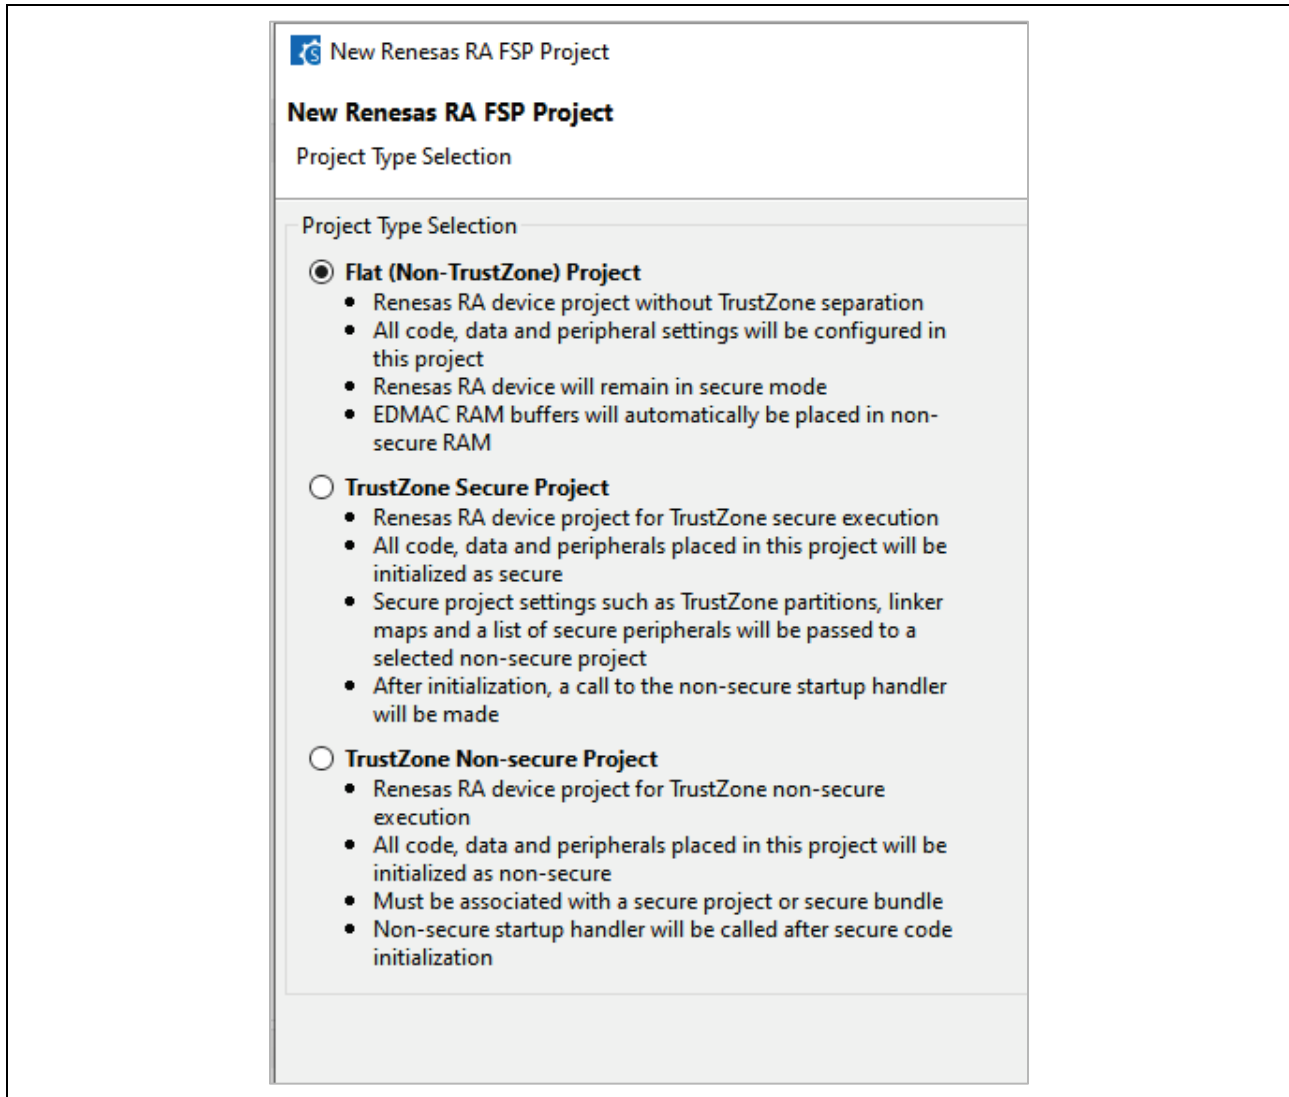 New Renesas RA FSP Project
New Renesas RA FSP Project
Project Type Selection
Project Type Selection
Flat (Non-TrustZone) Project
• Renesas RA device project without TrustZone separation
• All code, data and peripheral settings will be configured in
this project
• Renesas RA device will remain in secure mode
• EDMAC RAM buffers will automatically be placed in non-
secure RAM
TrustZone Secure Project
• Renesas RA device project for TrustZone secure execution
• All code, data and peripherals placed in this project will be
initialized as secure
• Secure project settings such as TrustZone partitions, linker
maps and a list of secure peripherals will be passed to a
selected non-secure project
• After initialization, a call to the non-secure startup handler
will be made
TrustZone Non-secure Project
• Renesas RA device project for TrustZone non-secure
execution
• All code, data and peripherals placed in this project will be
initialized as non-secure
• Must be associated with a secure project or secure bundle
• Non-secure startup handler will be called after secure code
initialization